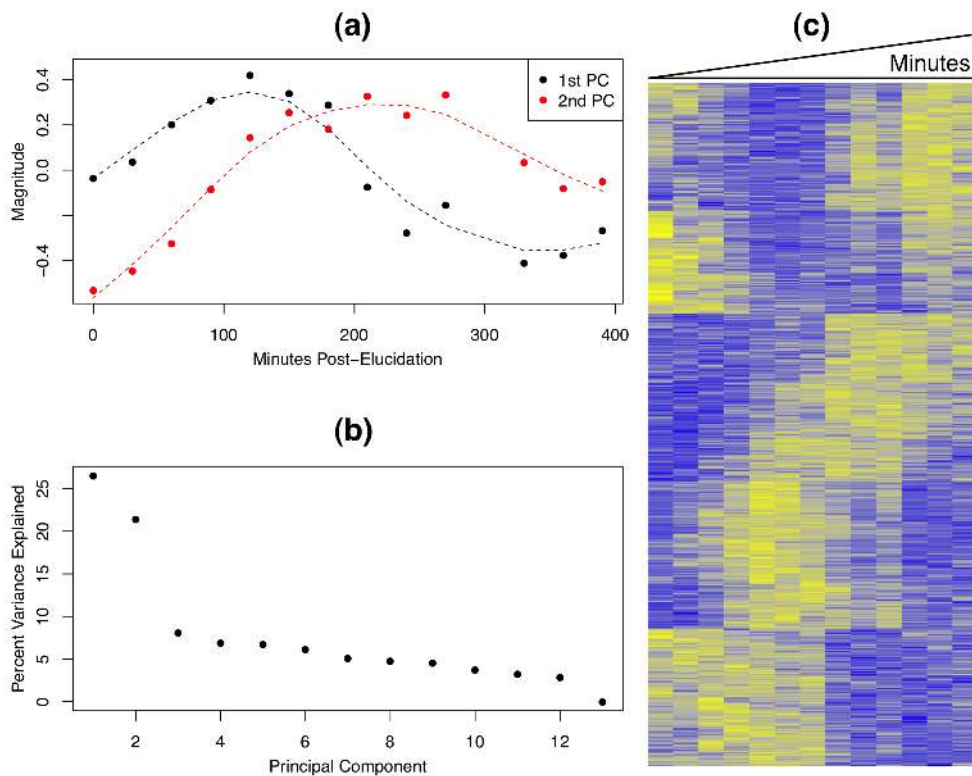 (a)
Magnitude
0.4
0.2
0.0
−0.4
1st PC
2nd PC
0
100
200
300
400
Minutes Post−Elucidation
(b)
Percent Variance Explained
25
20
15
10
5
0
2
4
6
8
10
12
Principal Component
(c)
Minutes